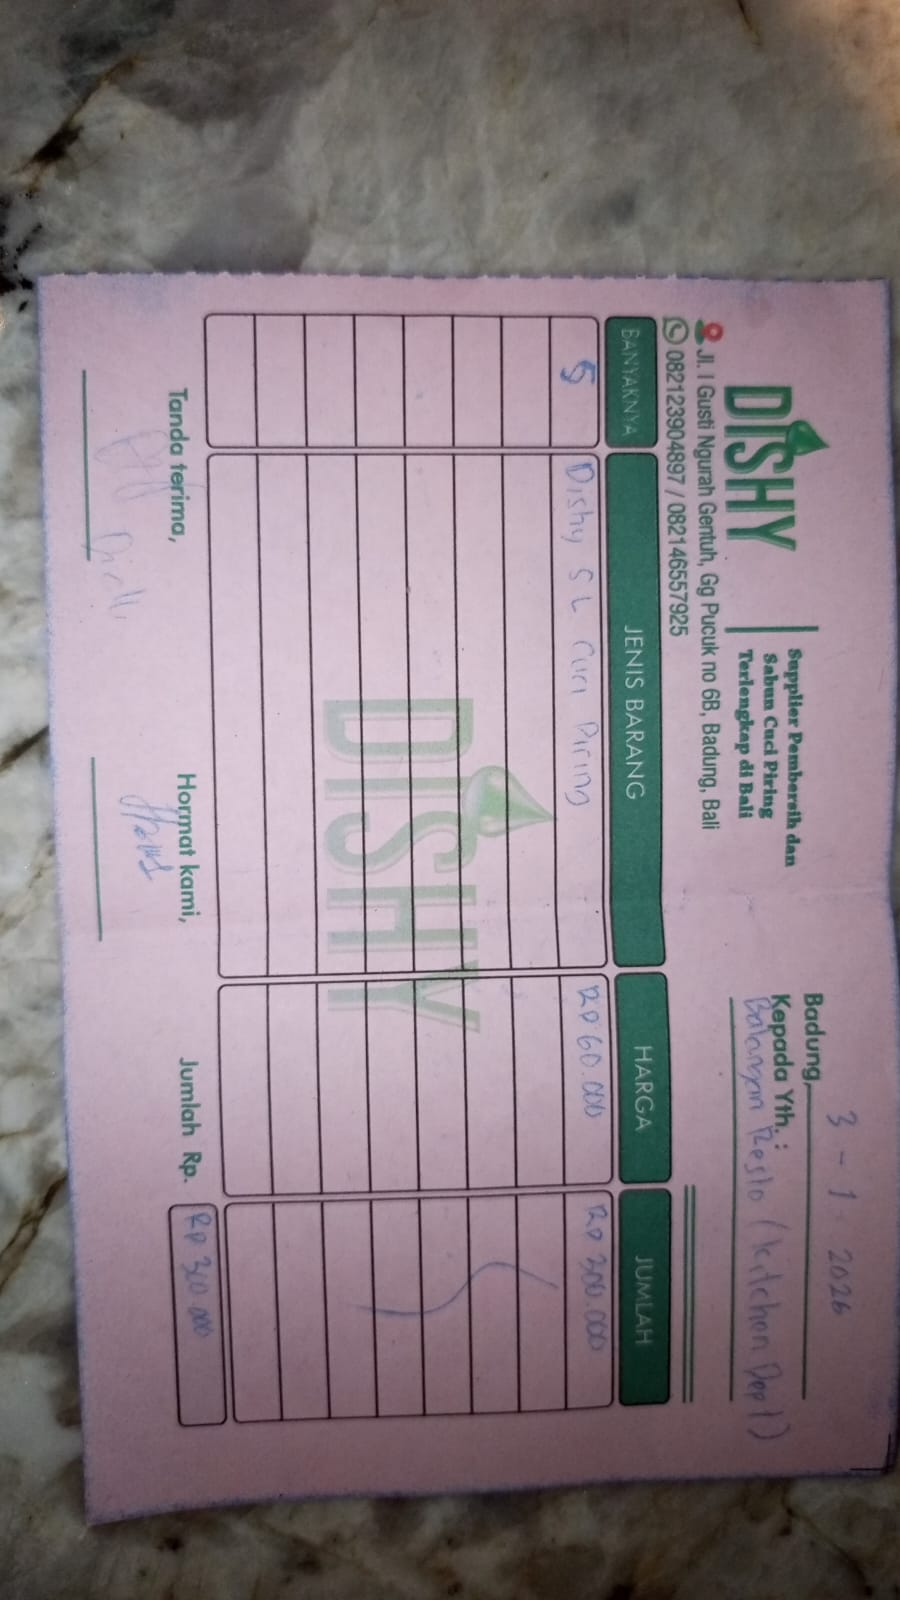 DISHY
Supplier Pembersih dan
Sabun Cuci Piring
Terlengkap di Bali
Jl. I Gusti Ngurah Gentuh, Gg Pucuk no 6B, Badung, Bali
082123904897 / 082146557925
Badung, 3 - 1 - 2026
Kepada Yth. :
Balangan Resto (Kitchen Dept)
BANYAKNYA JENIS BARANG HARGA JUMLAH
5 Dishy 5L Cuci Piring Rp 60.000 Rp 300.000
DISHY
Tanda terima, Hormat kami, Jumlah Rp. Rp 300.000